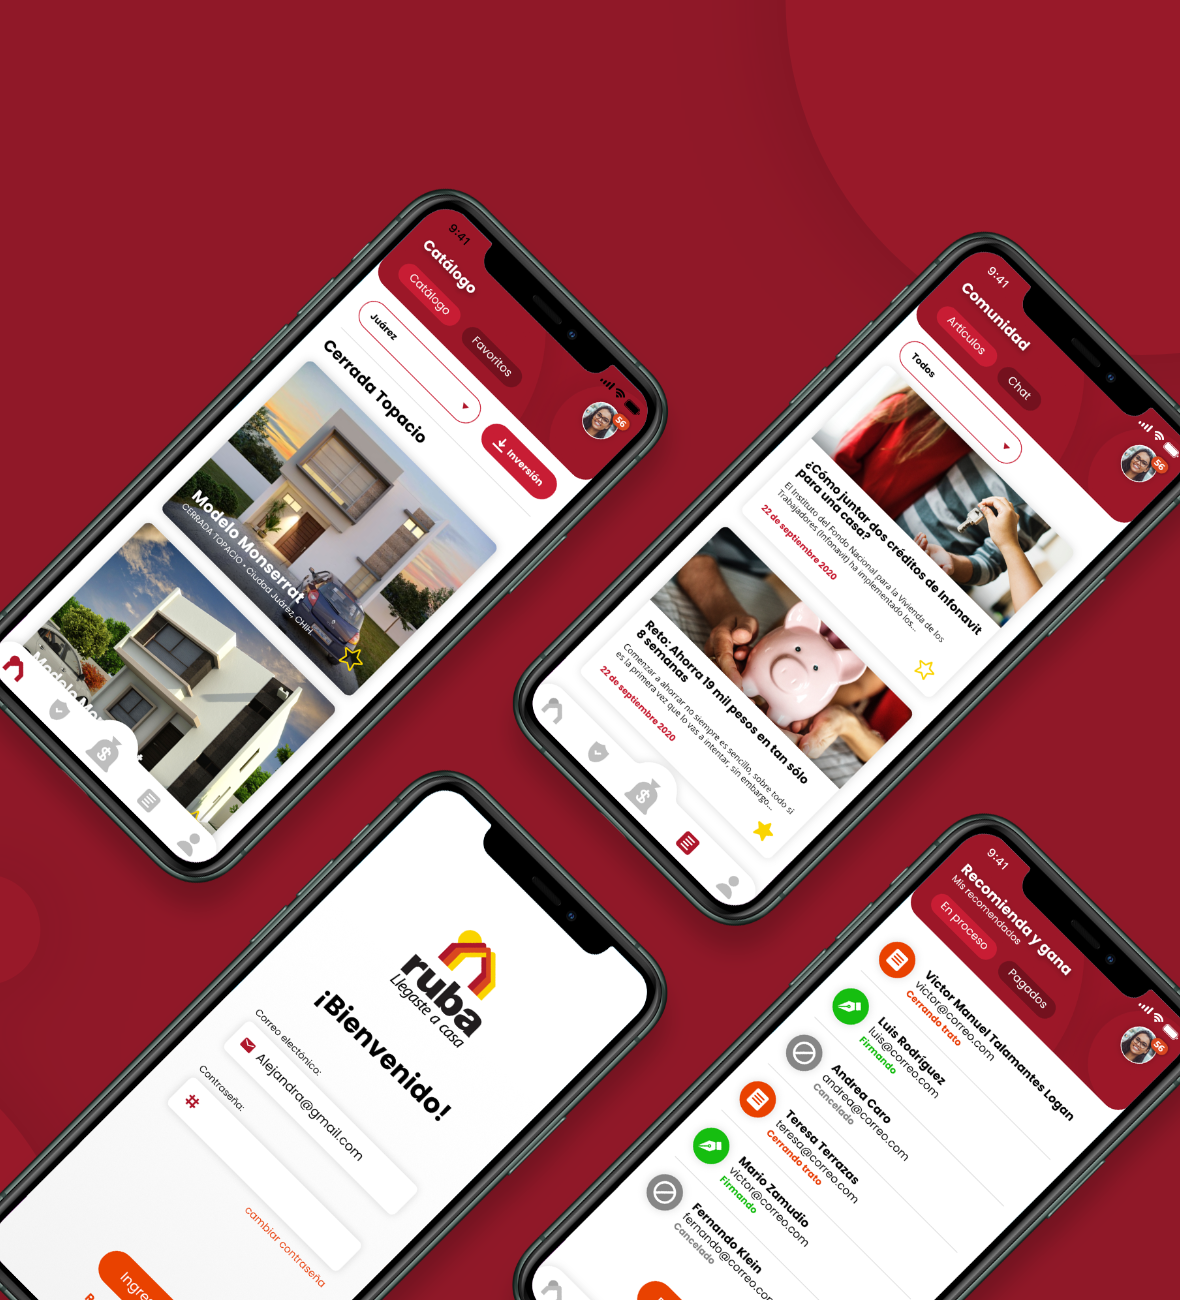 9:41
Catálogo
Catálogo
Favoritos
56
Juárez
Inversión
Cerrada Topacio
Modelo Monserrat
CERRADA TOPACIO - Ciudad Juárez, CHIH.
Modelo
9:41
Comunidad
Artículos
Chat
56
Todos
¿Cómo juntar dos créditos de Infonavit
para una casa?
El Instituto del Fondo Nacional para la Vivienda de los
Trabajadores (Infonavit) ha implementado los...
22 de septiembre 2020
Reto: Ahorra 19 mil pesos en tan sólo
8 semanas
Comenzar a ahorrar no siempre es sencillo, sobre todo si
es la primera vez que lo vas a intentar, sin embargo...
22 de septiembre 2020
ruba
Llegaste a casa
¡Bienvenido!
Correo electónico:
Alejandra@gmail.com
Contraseña:
cambiar contraseña
9:41
Recomienda y gana
Mis recomendados
En proceso
Pagados
56
Victor Manuel Talamantes Logan
victor@correo.com
Cerrando trato
Luis Rodríguez
luis@correo.com
Firmando
Andrea Caro
andrea@correo.com
Cancelado
Teresa Terrazas
teresa@correo.com
Cerrando trato
Mario Zamudio
victor@correo.com
Firmando
Fernando Klein
fernando@correo.com
Cancelado